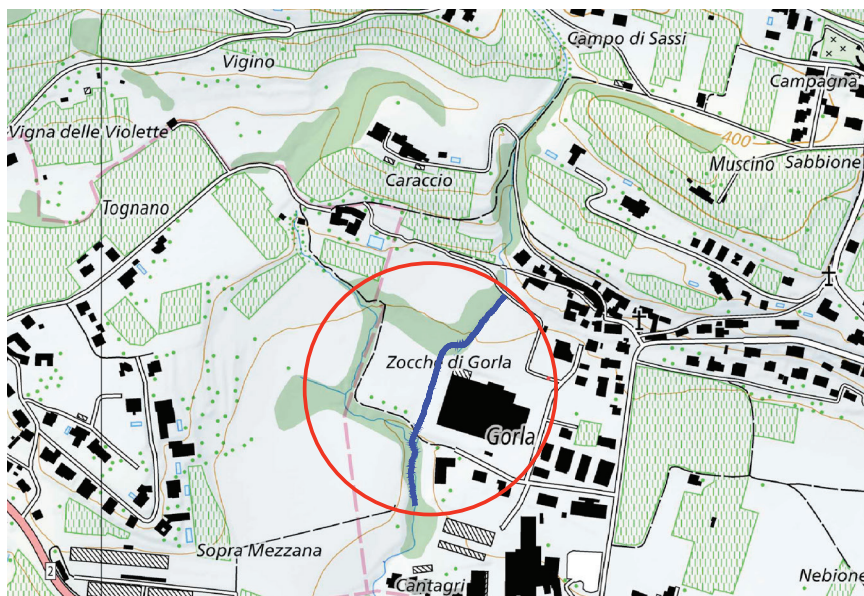 Campo di Sassi
Vigino
Campagna
Vigna delle Violette
400
Muscino
Sabbione
Caraccio
Tognano
Zocche di Gorla
Gorla
Sopra Mezzana
2
Cantagri
Nebione